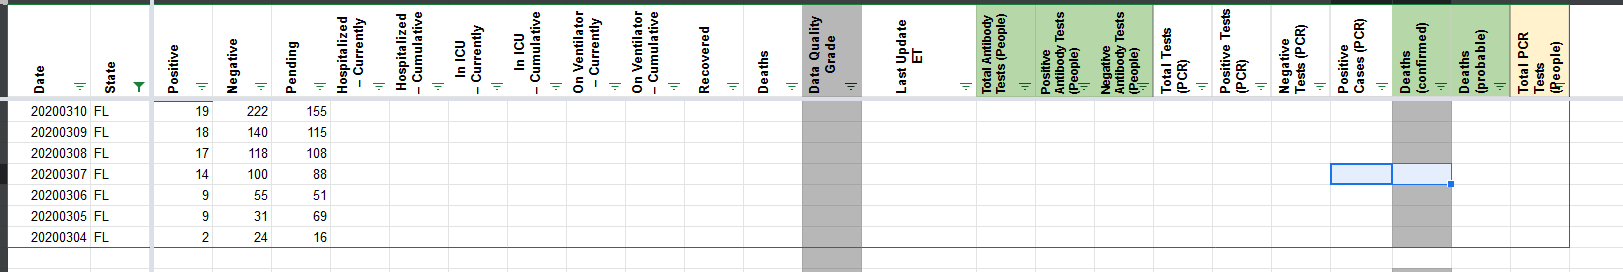 Date State Positive Negative Pending Hospitalized – Currently Hospitalized – Cumulative In ICU – Currently In ICU – Cumulative On Ventilator – Currently On Ventilator – Cumulative Recovered Deaths Data Quality Grade Last Update ET Total Antibody Tests (People) Positive Antibody Tests (People) Negative Antibody Tests (People) Total Tests (PCR) Positive Tests (PCR) Negative Tests (PCR) Positive Cases (PCR) Deaths (confirmed) Deaths (probable) Total PCR Tests (People)
20200310 FL 19 222 155
20200309 FL 18 140 115
20200308 FL 17 118 108
20200307 FL 14 100 88
20200306 FL 9 55 51
20200305 FL 9 31 69
20200304 FL 2 24 16